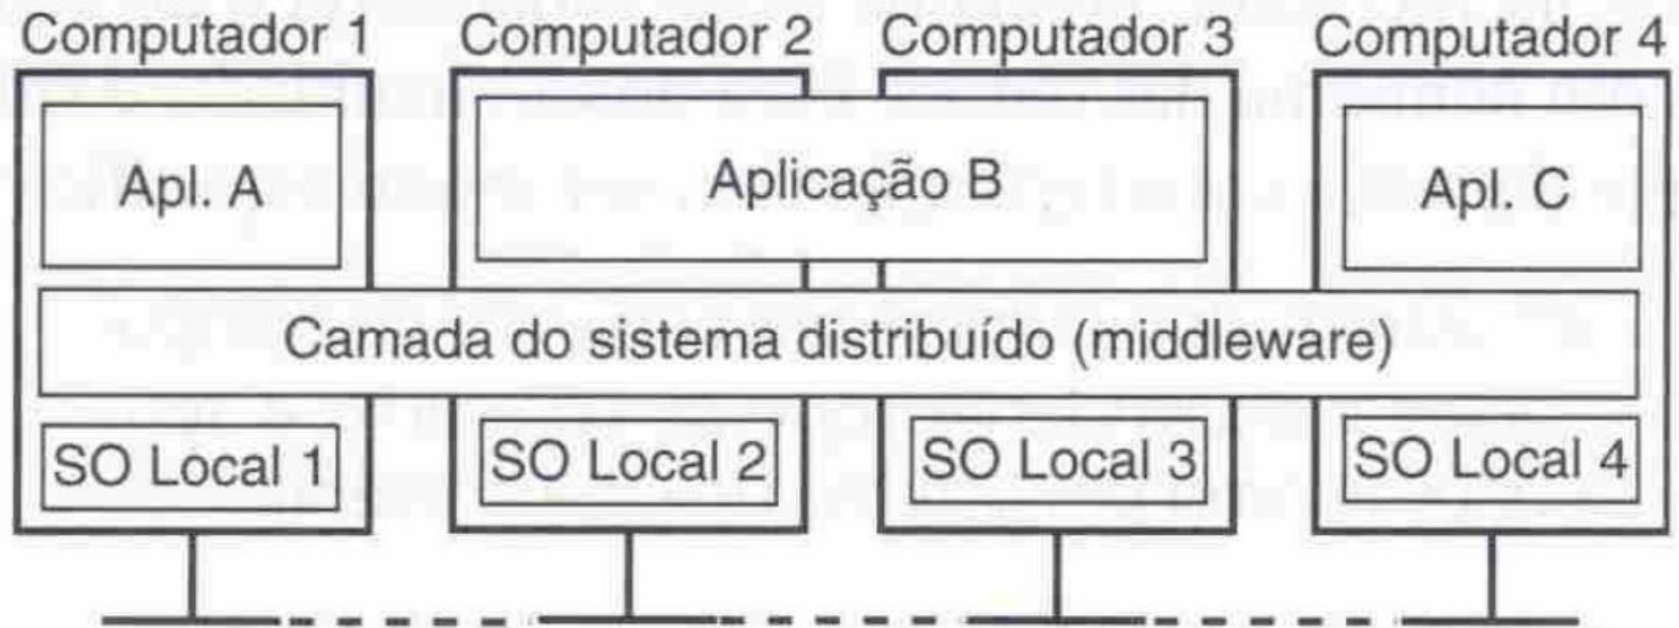 Computador 1 Computador 2 Computador 3 Computador 4
Apl. A Aplicação B Apl. C
Camada do sistema distribuído (middleware)
SO Local 1 SO Local 2 SO Local 3 SO Local 4